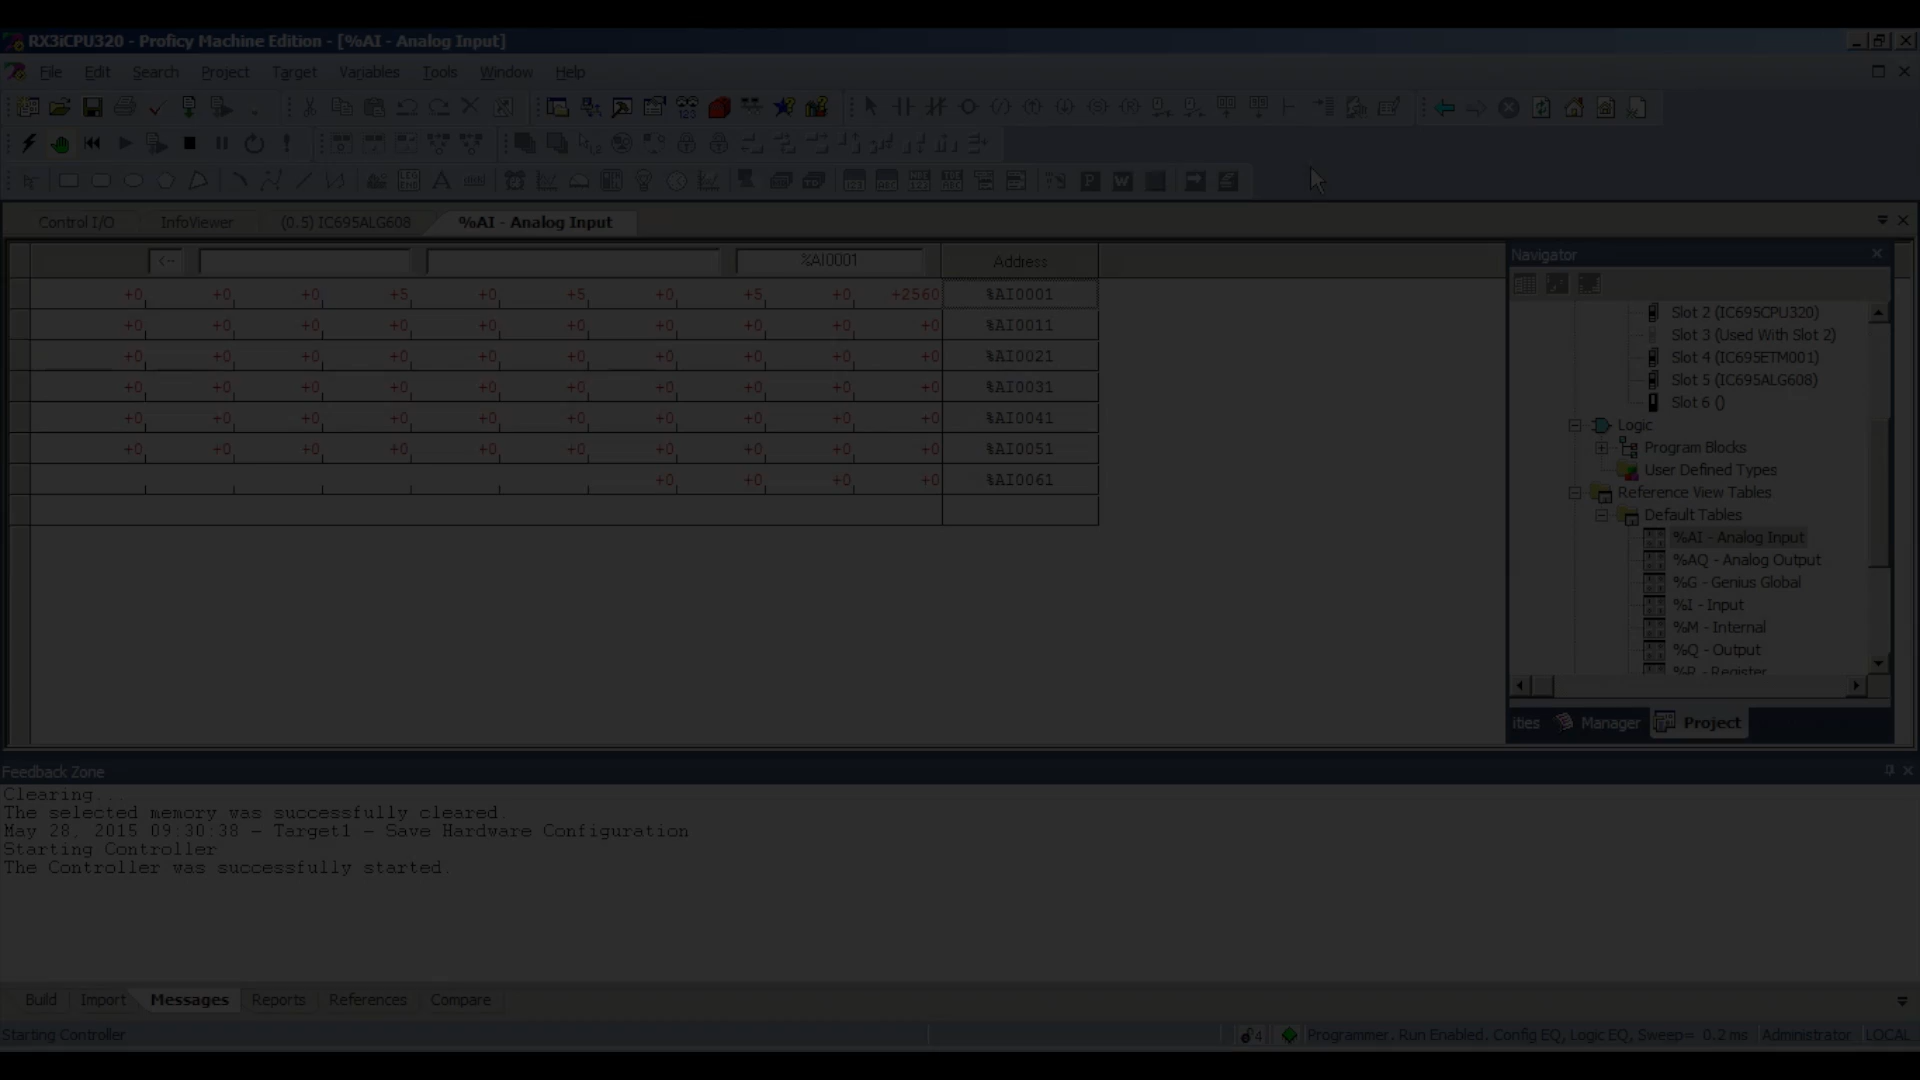 RX3iCPU320 - Proficy Machine Edition - [%AI - Analog Input]
File Edit Search Project Target Variables Tools Window Help
Control I/O InfoViewer (0.5) IC695ALG608 %AI - Analog Input
<-- %AI0001 Address
+0 +0 +0 +5 +0 +5 +0 +5 +0 +2560 %AI0001
+0 +0 +0 +0 +0 +0 +0 +0 +0 +0 %AI0011
+0 +0 +0 +0 +0 +0 +0 +0 +0 +0 %AI0021
+0 +0 +0 +0 +0 +0 +0 +0 +0 +0 %AI0031
+0 +0 +0 +0 +0 +0 +0 +0 +0 +0 %AI0041
+0 +0 +0 +0 +0 +0 +0 +0 +0 +0 %AI0051
+0 +0 +0 +0 %AI0061
Navigator
Slot 2 (IC695CPU320)
Slot 3 (Used With Slot 2)
Slot 4 (IC695ETM001)
Slot 5 (IC695ALG608)
Slot 6 ()
Logic
Program Blocks
User Defined Types
Reference View Tables
Default Tables
%AI - Analog Input
%AQ - Analog Output
%G - Genius Global
%I - Input
%M - Internal
%Q - Output
%R - Register
ities Manager Project
Feedback Zone
Clearing...
The selected memory was successfully cleared.
May 28, 2015 09:30:38 - Target1 - Save Hardware Configuration
Starting Controller
The Controller was successfully started.
Build Import Messages Reports References Compare
Starting Controller 4 Programmer, Run Enabled, Config EQ, Logic EQ, Sweep= 0.2 ms Administrator LOCAL